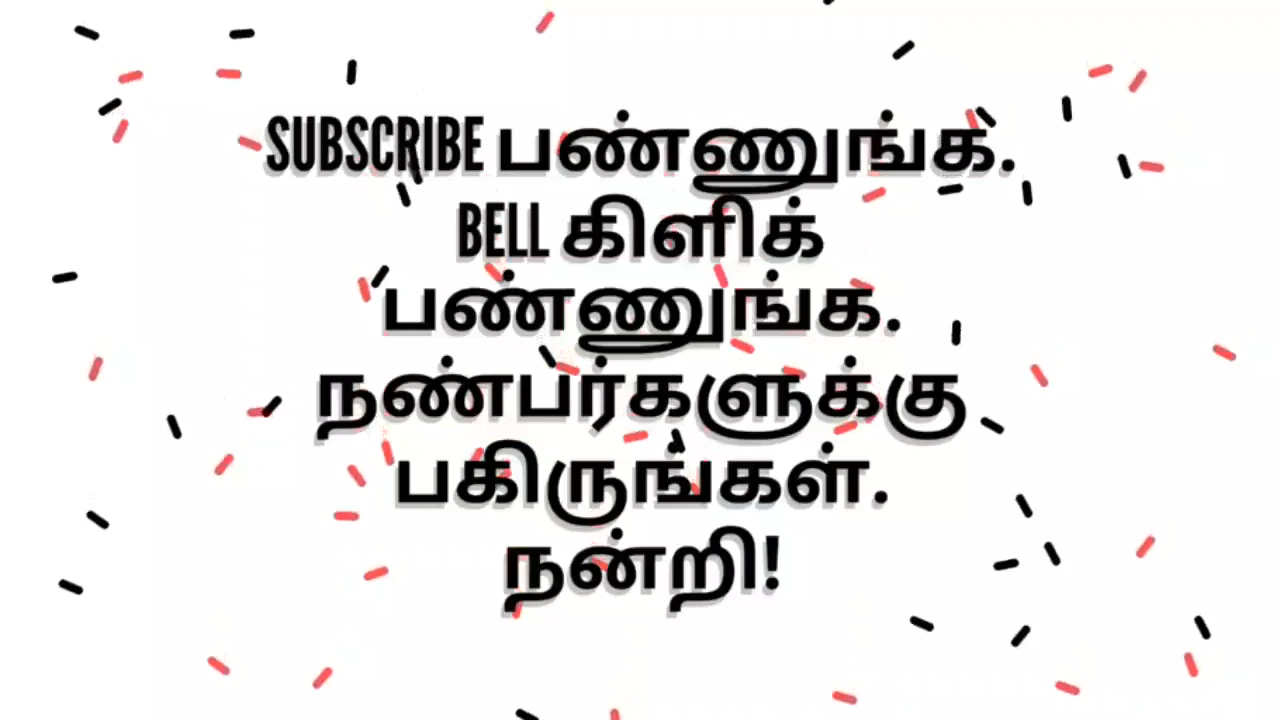 SUBSCRIBE பண்ணுங்க.
BELL கிளிக்
பண்ணுங்க.
நண்பர்களுக்கு
பகிருங்கள்.
நன்றி!